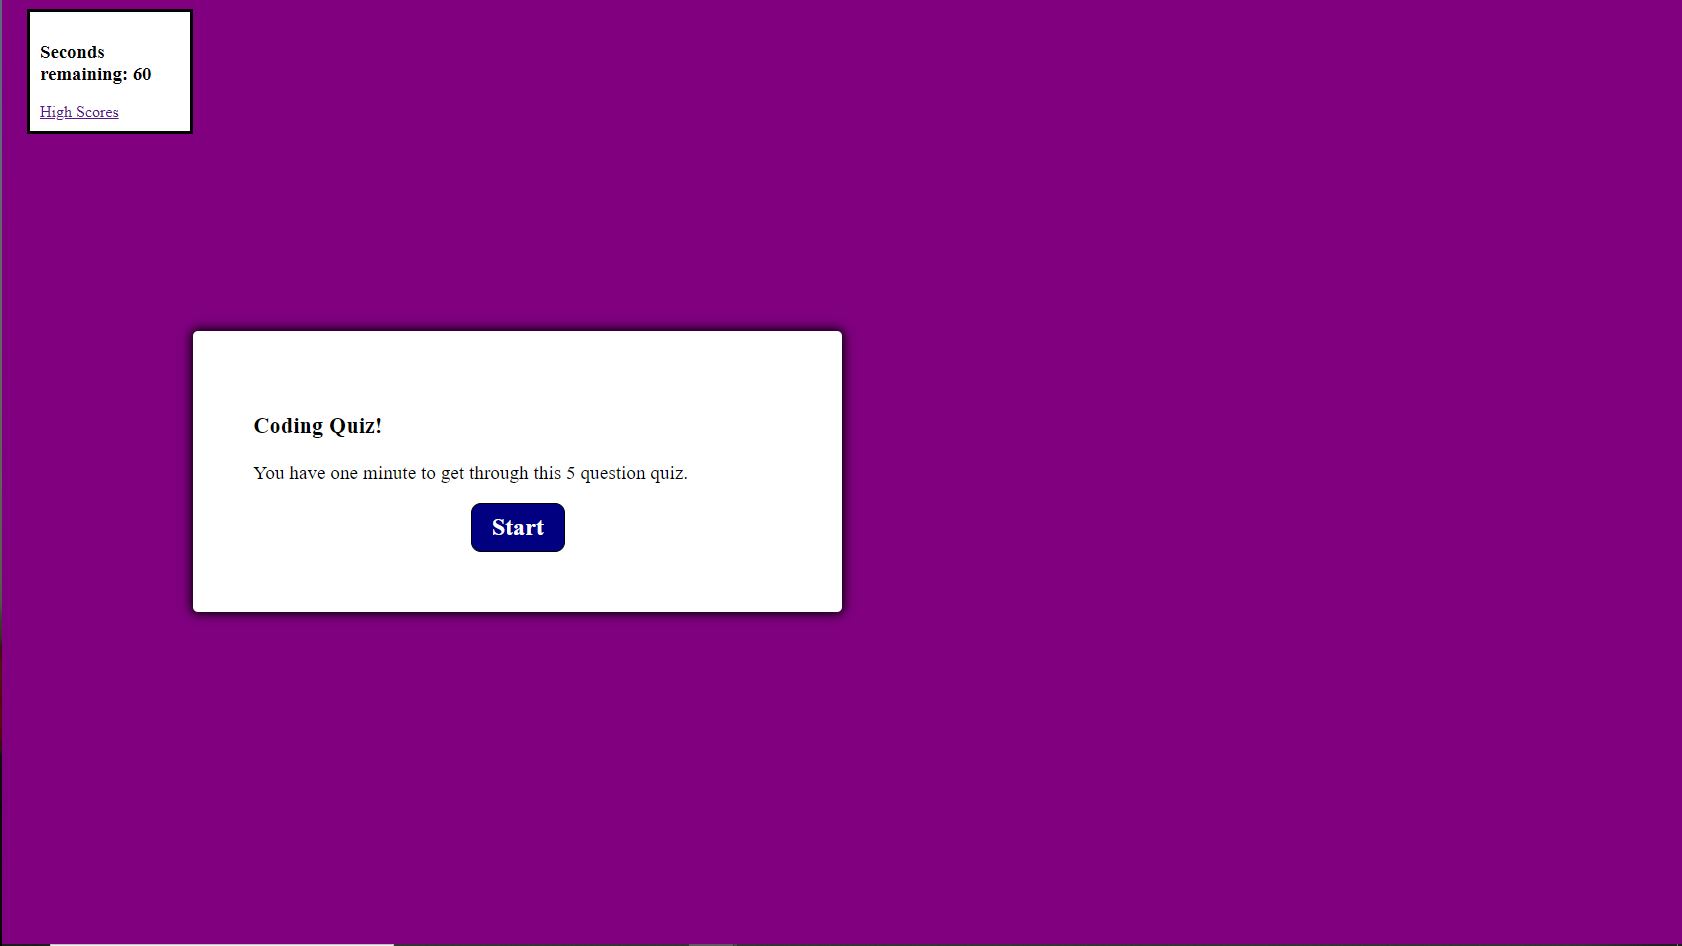 Seconds
remaining: 60
High Scores
Coding Quiz!
You have one minute to get through this 5 question quiz.
Start